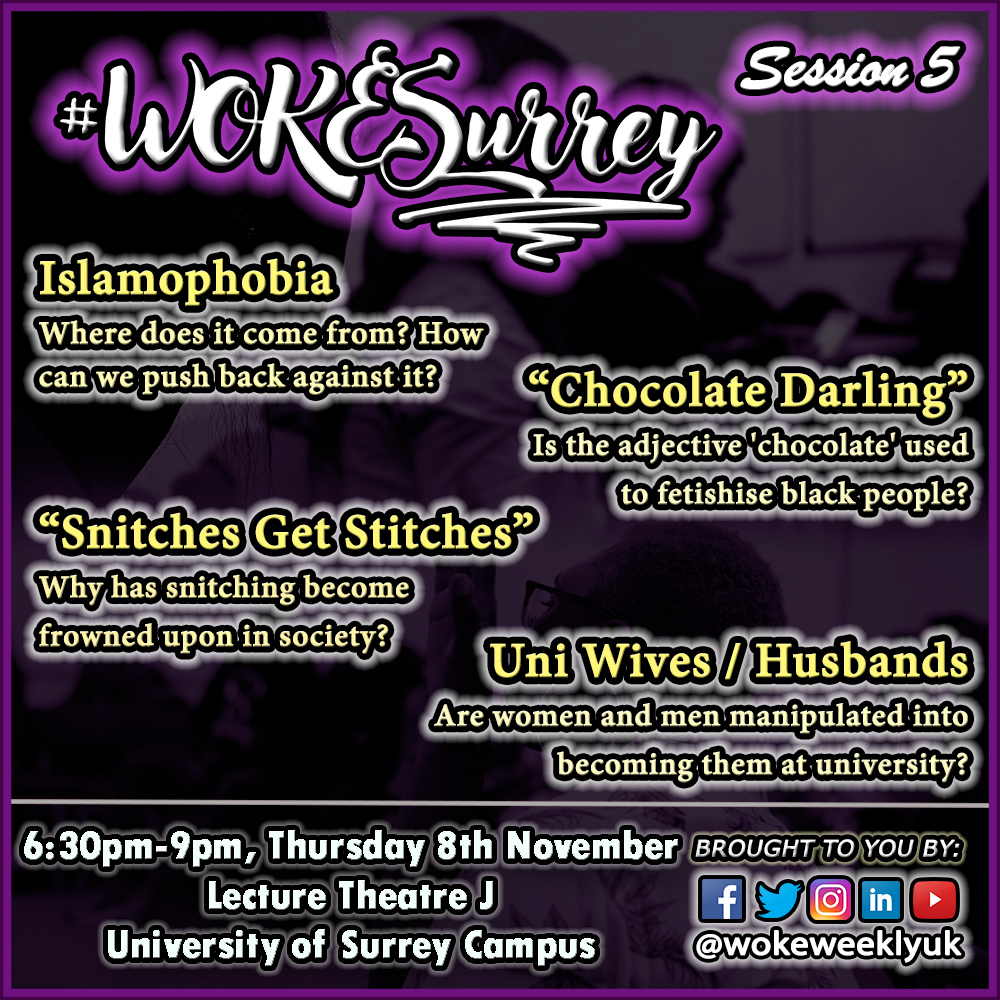 #WOKESurrey
Session 5
Islamophobia
Where does it come from? How
can we push back against it?
“Chocolate Darling”
Is the adjective 'chocolate' used
to fetishise black people?
“Snitches Get Stitches”
Why has snitching become
frowned upon in society?
Uni Wives / Husbands
Are women and men manipulated into
becoming them at university?
6:30pm-9pm, Thursday 8th November
Lecture Theatre J
University of Surrey Campus
BROUGHT TO YOU BY:
@wokeweeklyuk